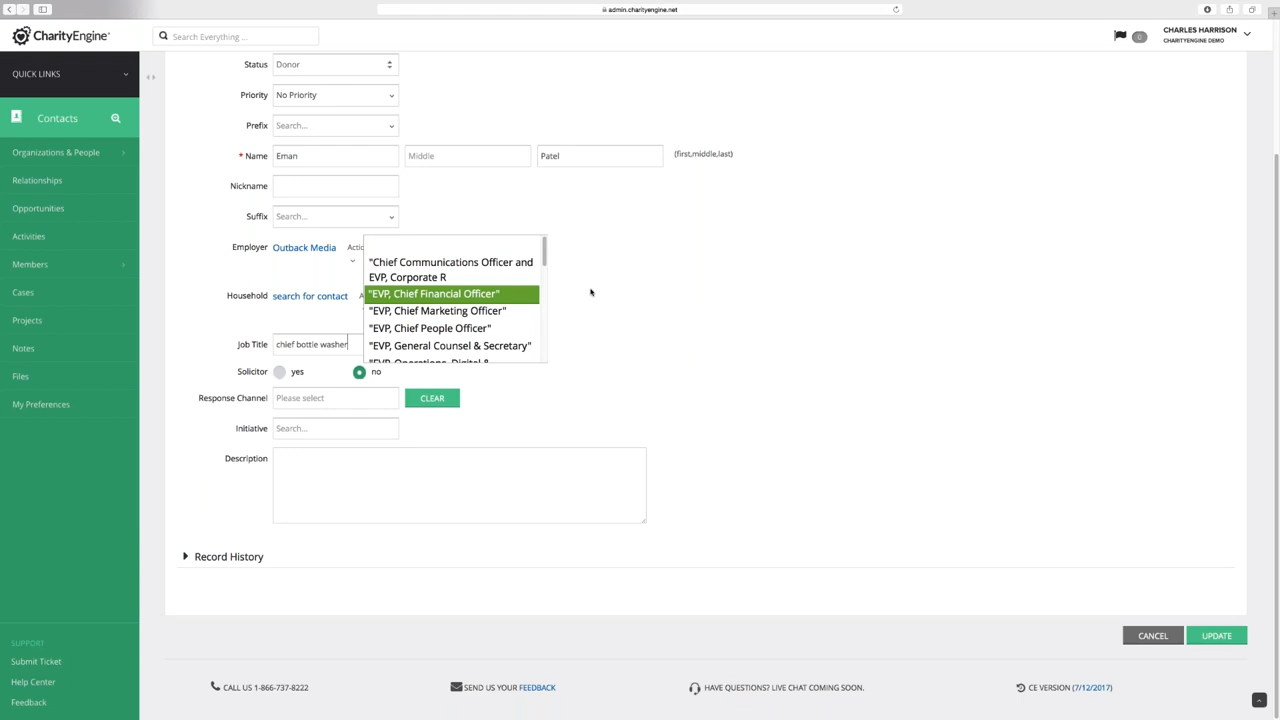 admin.charityengine.net
CharityEngine
Search Everything ...
0
CHARLES HARRISON
CHARITYENGINE DEMO
QUICK LINKS
Contacts
Organizations & People
Relationships
Opportunities
Activities
Members
Cases
Projects
Notes
Files
My Preferences
SUPPORT
Submit Ticket
Help Center
Feedback
Status Donor
Priority No Priority
Prefix Search...
* Name Eman Middle Patel (first,middle,last)
Nickname
Suffix Search...
Employer Outback Media Actio
"Chief Communications Officer and
EVP, Corporate R
"EVP, Chief Financial Officer"
"EVP, Chief Marketing Officer"
"EVP, Chief People Officer"
"EVP, General Counsel & Secretary"
"EVP, Operations, Digital &
Household search for contact A
Job Title chief bottle washer
Solicitor yes no
Response Channel Please select CLEAR
Initiative Search...
Description
Record History
CANCEL UPDATE
CALL US 1-866-737-8222
SEND US YOUR FEEDBACK
HAVE QUESTIONS? LIVE CHAT COMING SOON.
CE VERSION (7/12/2017)